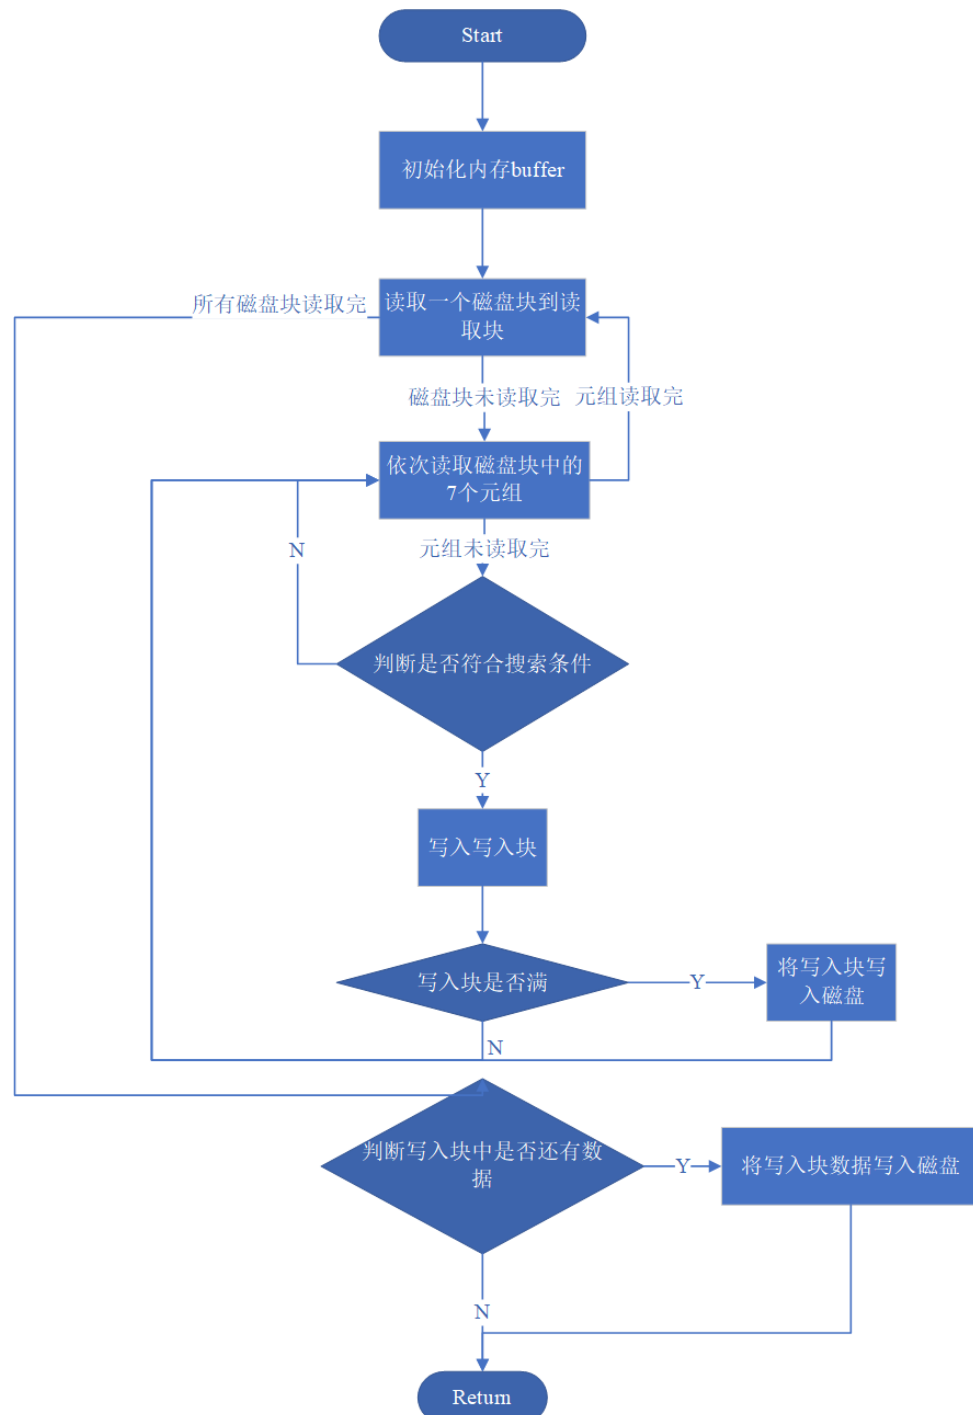 Start
初始化内存buffer
所有磁盘块读取完
读取一个磁盘块到读
取块
磁盘块未读取完
元组读取完
依次读取磁盘块中的
7个元组
N
元组未读取完
判断是否符合搜索条件
Y
写入写入块
写入块是否满
Y
将写入块写
入磁盘
N
判断写入块中是否还有数
据
Y
将写入块数据写入磁盘
N
Return